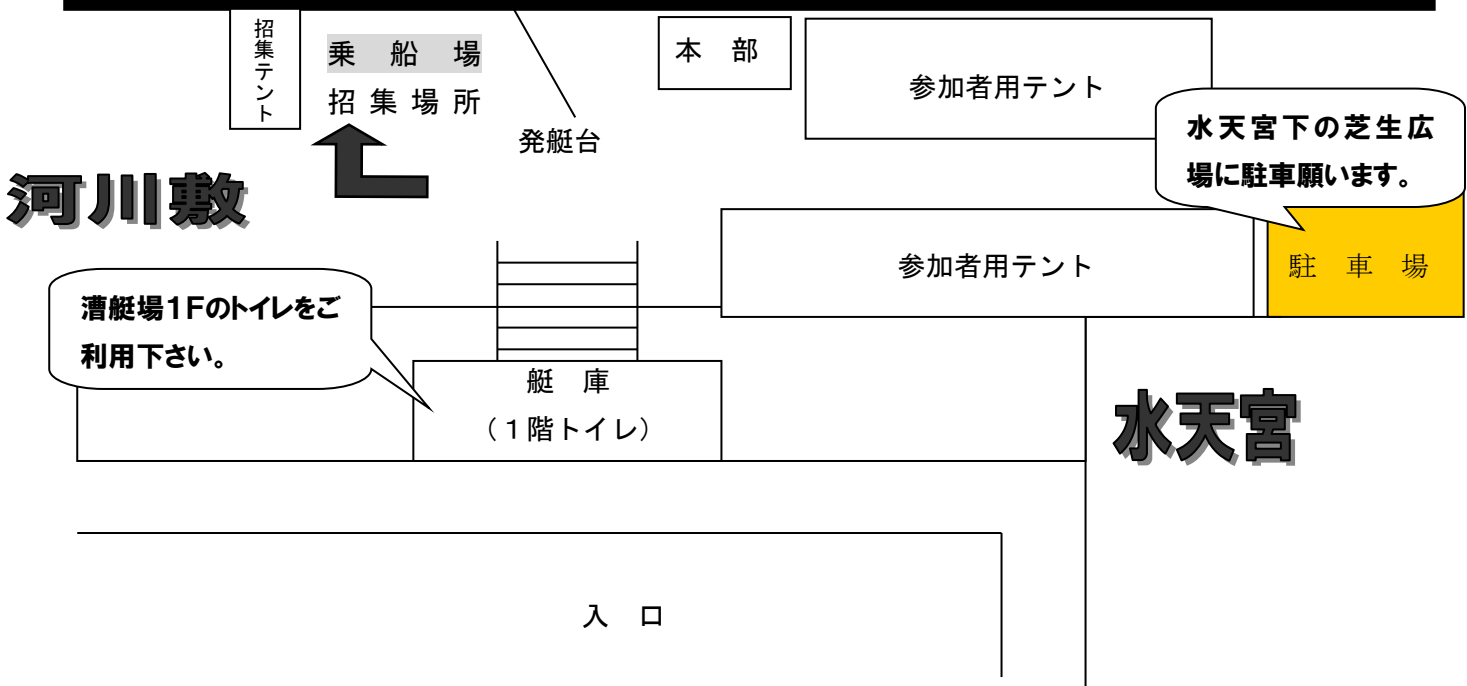 招集テント
乗　船　場
招 集 場 所
発艇台
本　部
参加者用テント
水天宮下の芝生広
場に駐車願います。
河川敷
参加者用テント
駐　車　場
漕艇場1Fのトイレをご
利用下さい。
艇　庫
（１階トイレ）
水天宮
入　口